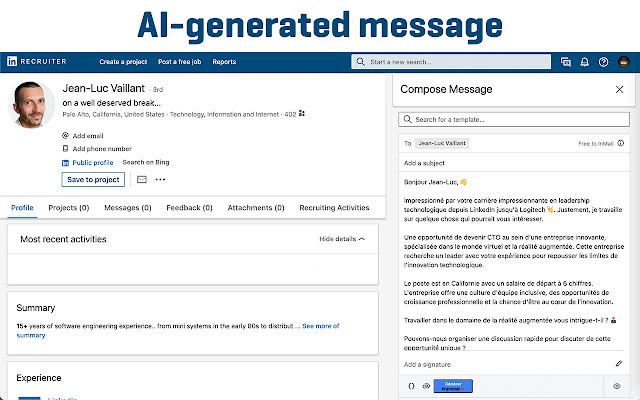 AI-generated message
in RECRUITER
Create a project
Post a free job
Reports
Start a new search...
Jean-Luc Vaillant · 3rd
on a well deserved break...
Palo Alto, California, United States · Technology, Information and Internet · 402
Add email
Add phone number
Public profile
Search on Bing
Save to project
Profile
Projects (0)
Messages (0)
Feedback (0)
Attachments (0)
Recruiting Activities
Most recent activities
Hide details
Summary
15+ years of software engineering experience.. from mini systems in the early 80s to distribut ... See more of
summary
Experience
LinkedIn
Compose Message
Search for a template...
To
Jean-Luc Vaillant
Free to InMail
Add a subject
Bonjour Jean-Luc, 👋
Impressionné par votre carrière impressionnante en leadership
technologique depuis LinkedIn jusqu'à Logitech 👏. Justement, je travaille
sur quelque chose qui pourrait vous intéresser.
Une opportunité de devenir CTO au sein d'une entreprise innovante,
spécialisée dans le monde virtuel et la réalité augmentée. Cette entreprise
recherche un leader avec votre expérience pour repousser les limites de
l'innovation technologique.
Le poste est en Californie avec un salaire de départ à 6 chiffres.
L'entreprise offre une culture d'équipe inclusive, des opportunités de
croissance professionnelle et la chance d'être au cœur de l'innovation.
Travailler dans le domaine de la réalité augmentée vous intrigue-t-il ? 🕹️
Pouvons-nous organiser une discussion rapide pour discuter de cette
opportunité unique ?
Add a signature
{}
Générer